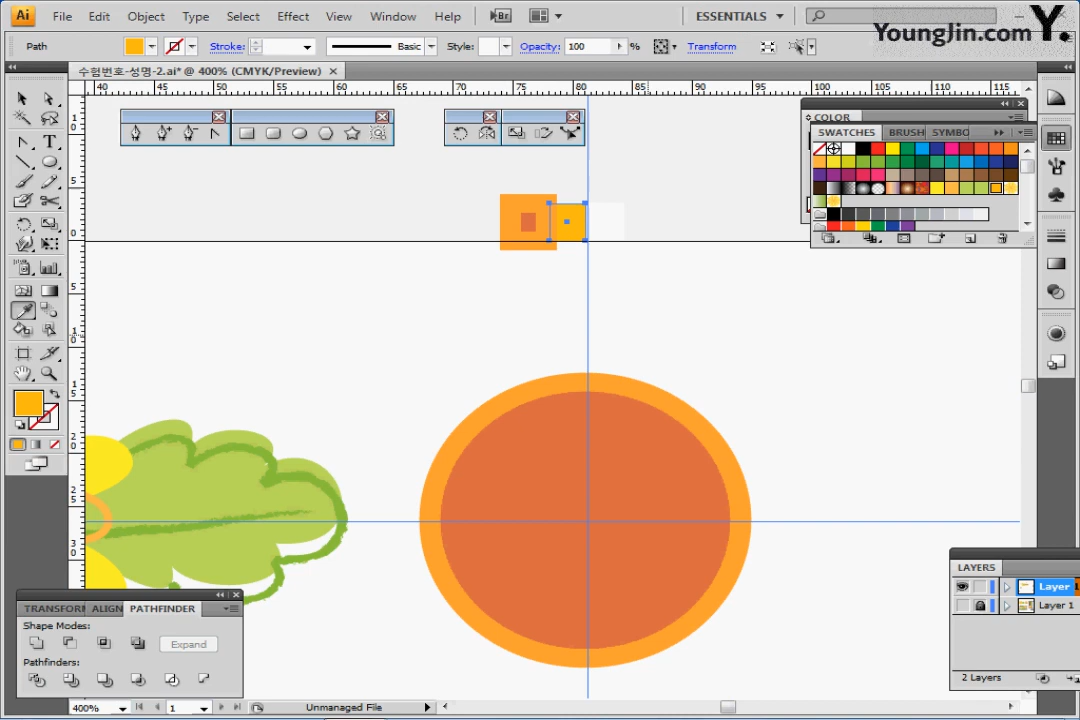 Ai File Edit Object Type Select Effect View Window Help Br ESSENTIALS
YoungJin.com Y.
Path Stroke: Basic Style: Opacity: 100 % Transform
수험번호-성명-2.ai* @ 400% (CMYK/Preview)
40 45 50 55 60 65 70 75 80 85 90 95 100 105 110 115
COLOR
SWATCHES BRUSH SYMBO
LAYERS
Layer
Layer 1
2 Layers
TRANSFORM ALIGN PATHFINDER
Shape Modes:
Expand
Pathfinders:
400% 1 Unmanaged File